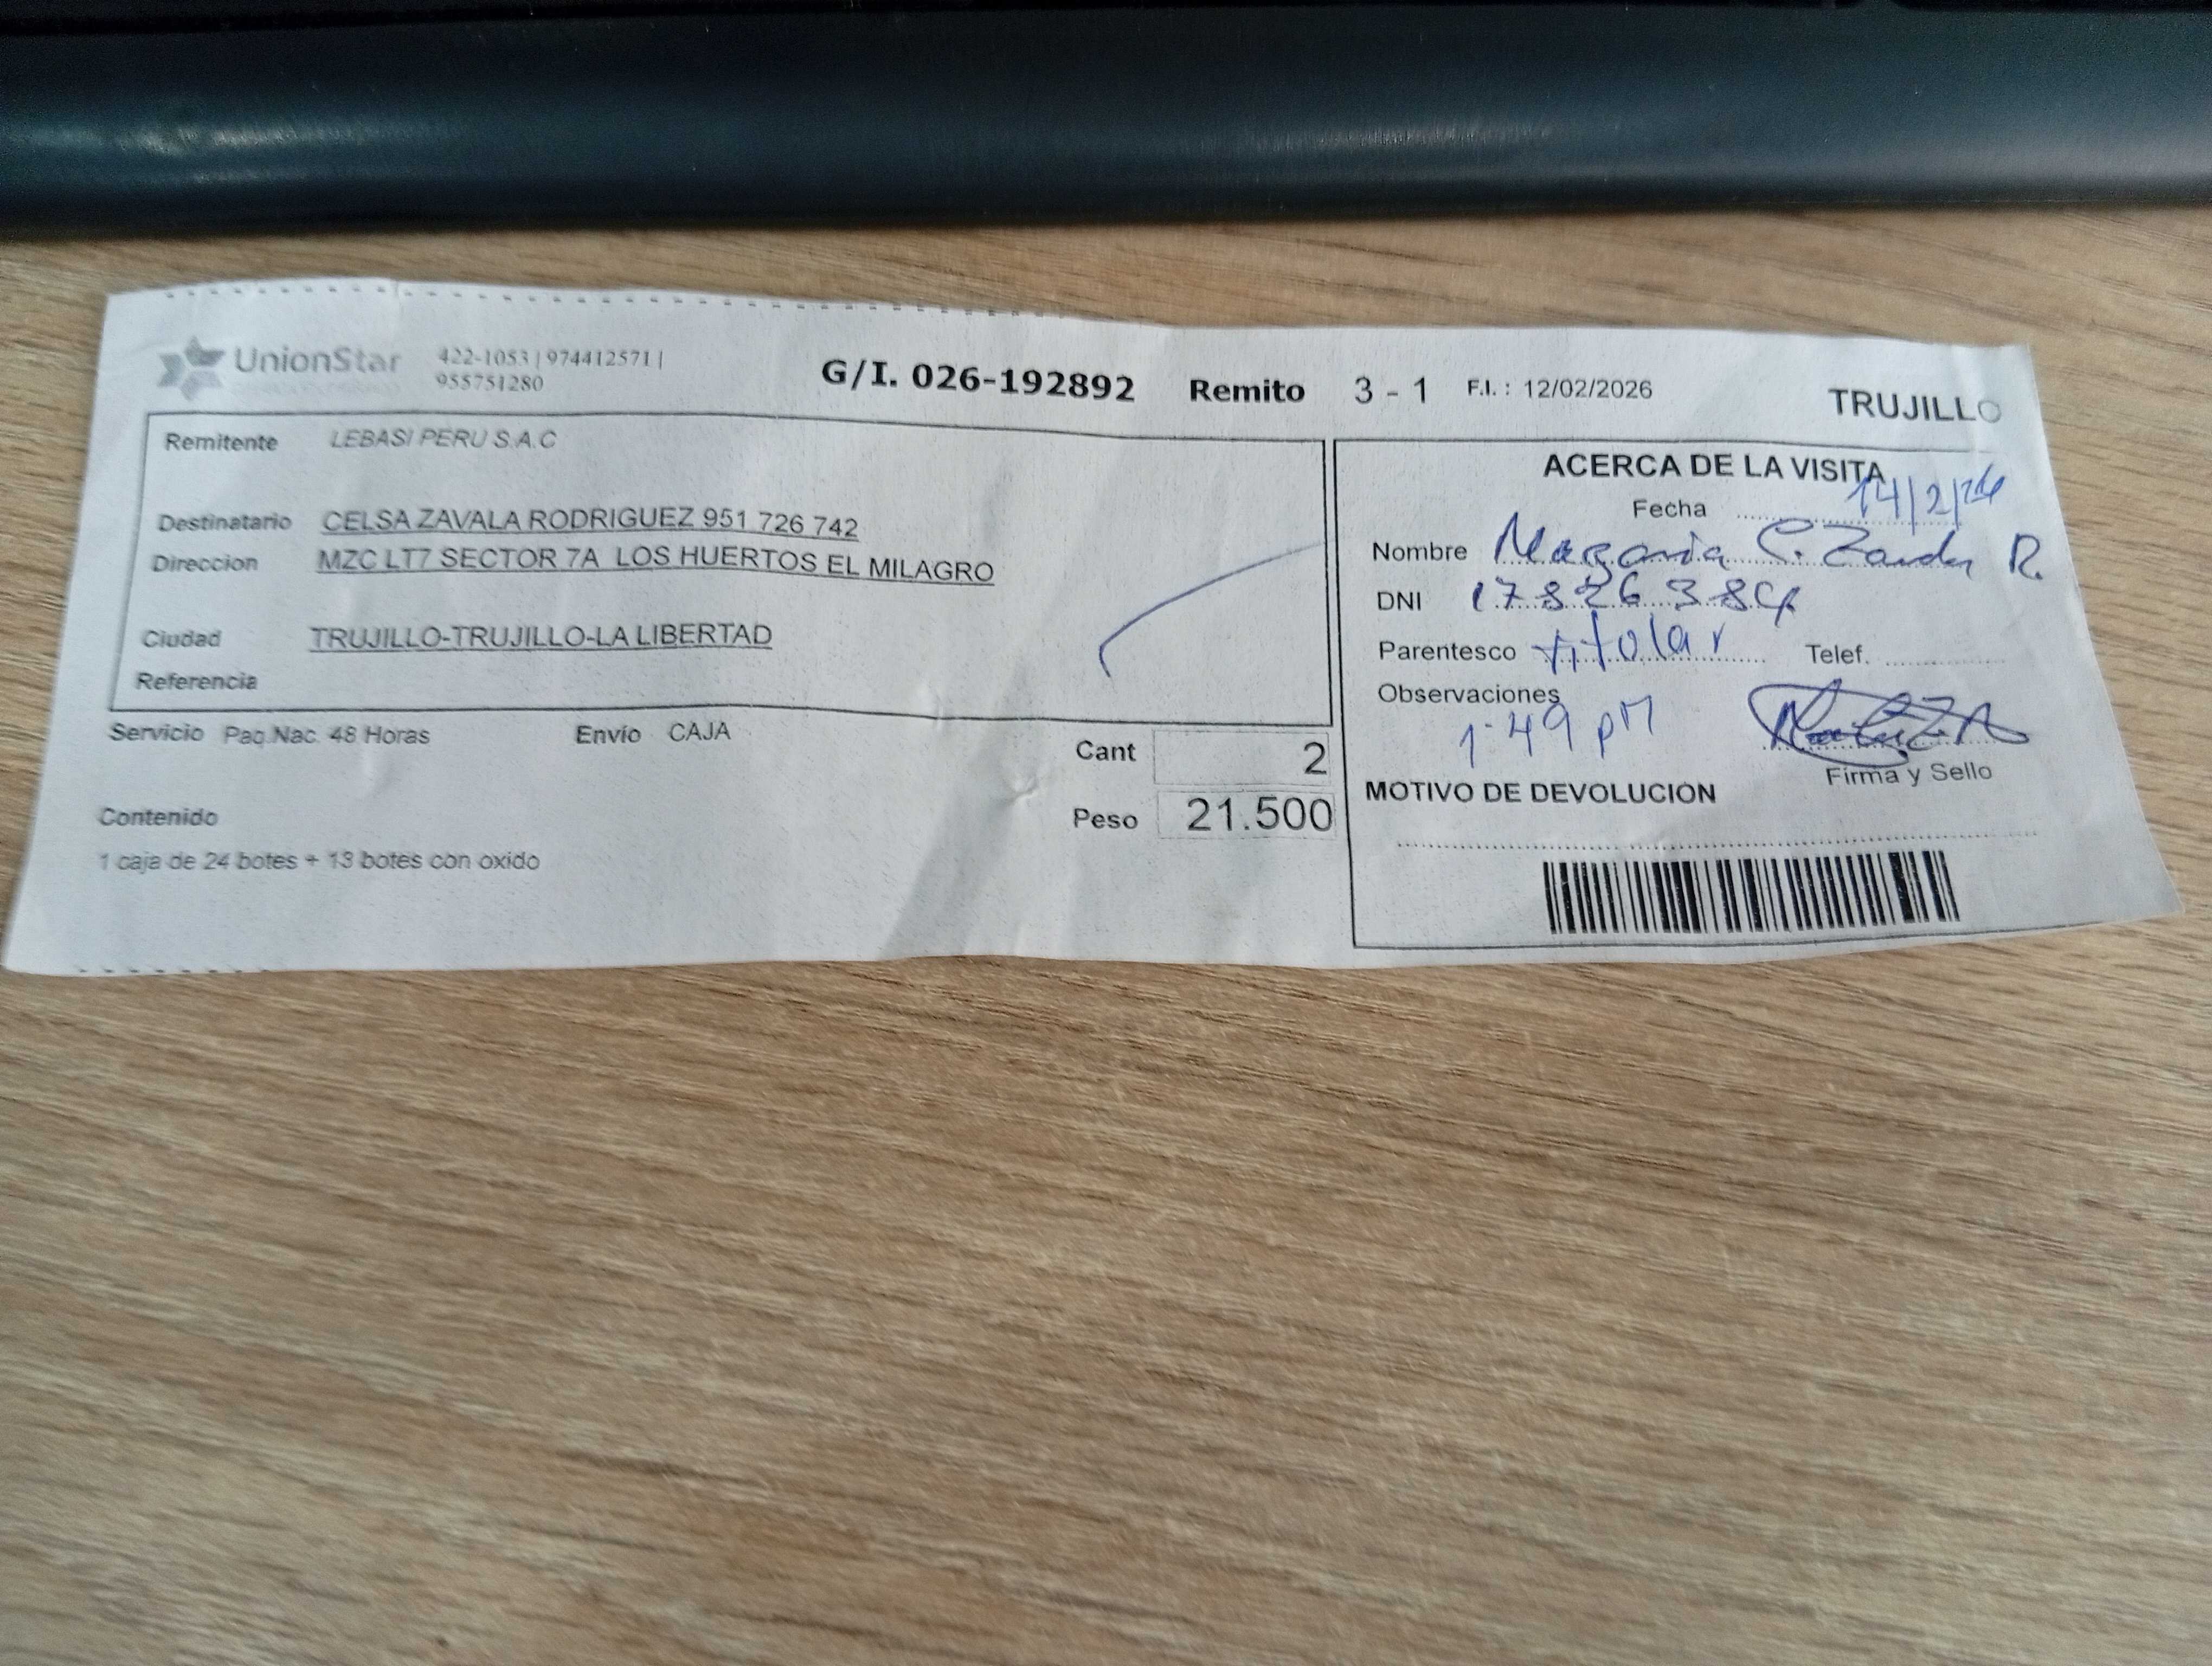 UnionStar 422-1053 | 974412571 |
955751280
G/I. 026-192892 Remito 3 - 1 F.I. : 12/02/2026 TRUJILLO
Remitente LEBASI PERU S.A.C
Destinatario CELSA ZAVALA RODRIGUEZ 951 726 742
Direccion MZC LT7 SECTOR 7A LOS HUERTOS EL MILAGRO
Ciudad TRUJILLO-TRUJILLO-LA LIBERTAD
Referencia
Servicio Paq.Nac. 48 Horas Envío CAJA
Cant 2
Peso 21.500
Contenido
1 caja de 24 botes + 13 botes con oxido
ACERCA DE LA VISITA
Fecha 14/2/26
Nombre C. R.
DNI
Parentesco titolar Telef.
Observaciones
1:49 pM
Firma y Sello
MOTIVO DE DEVOLUCION